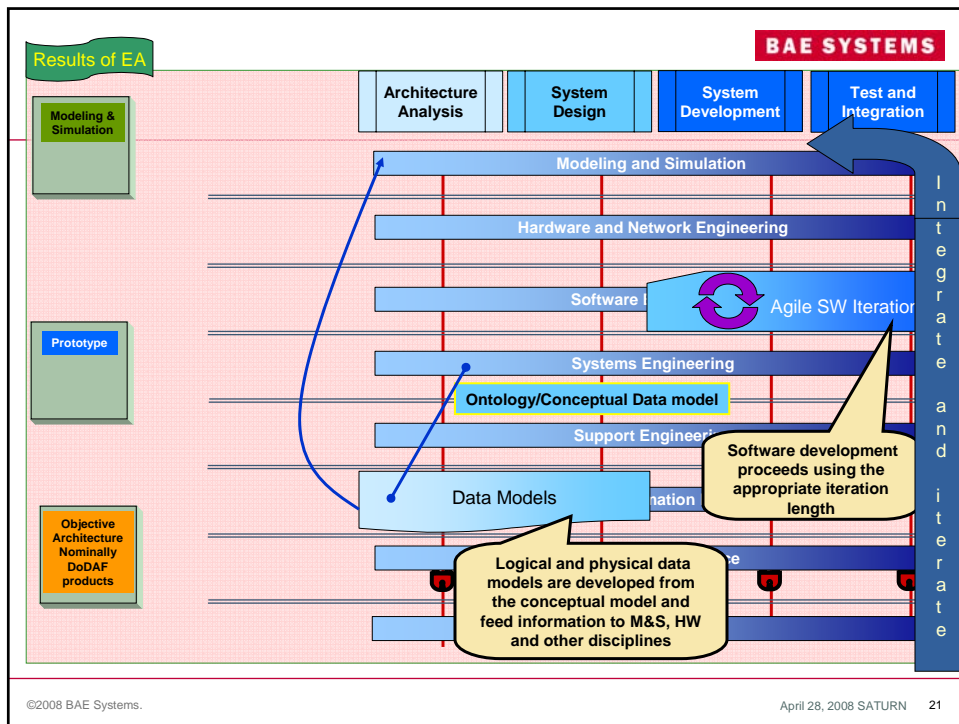 Results of EA
BAE SYSTEMS
Architecture
Analysis
System
Design
System
Development
Test and
Integration
Modeling &
Simulation
Modeling and Simulation
Hardware and Network Engineering
Software
Agile SW Iteration
Prototype
Systems Engineering
Ontology/Conceptual Data model
Support Engineering
Software development
proceeds using the
appropriate iteration
length
Data Models
Objective
Architecture
Nominally
DoDAF
products
Logical and physical data
models are developed from
the conceptual model and
feed information to M&S, HW
and other disciplines
Integrate and iterate
©2008 BAE Systems.
April 28, 2008 SATURN 21